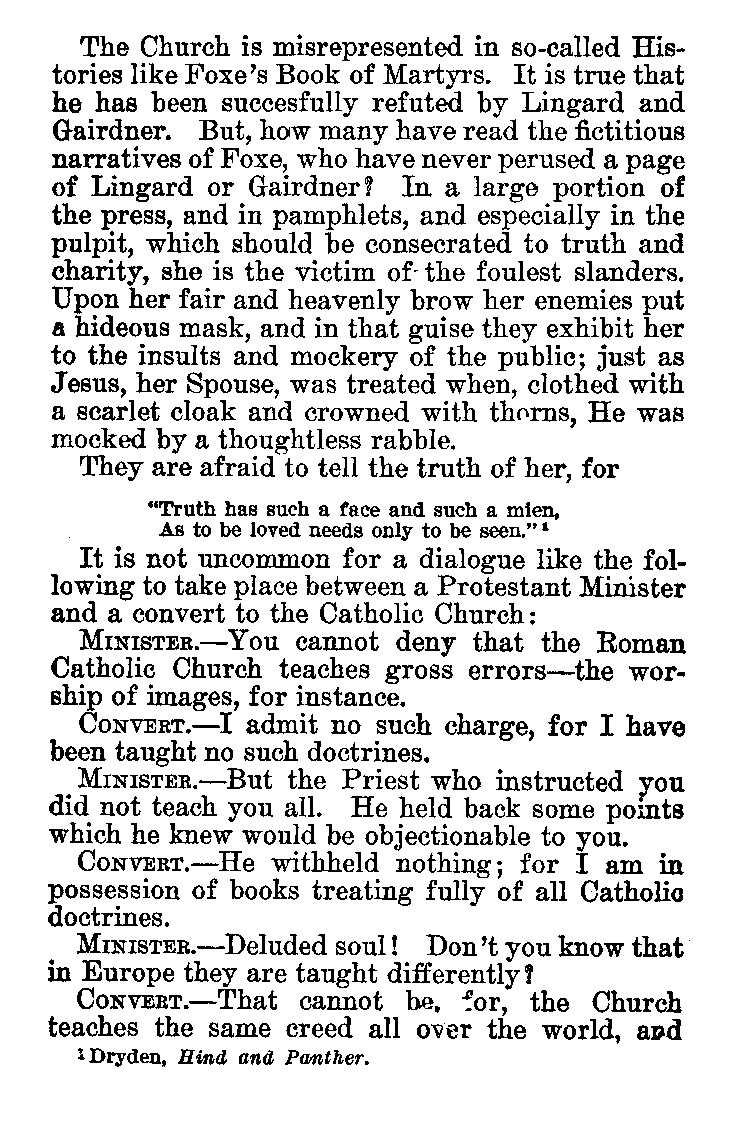 The Church is misrepresented in so-called His-
tories like Foxe's Book of Martyrs. It is true that
he has been succesfully refuted by Lingard and
Gairdner. But, how many have read the fictitious
narratives of Foxe, who have never perused a page
of Lingard or Gairdner? In a large portion of
the press, and in pamphlets, and especially in the
pulpit, which should be consecrated to truth and
charity, she is the victim of the foulest slanders.
Upon her fair and heavenly brow her enemies put
a hideous mask, and in that guise they exhibit her
to the insults and mockery of the public; just as
Jesus, her Spouse, was treated when, clothed with
a scarlet cloak and crowned with thorns, He was
mocked by a thoughtless rabble.
They are afraid to tell the truth of her, for
"Truth has such a face and such a mien,
As to be loved needs only to be seen." ¹
It is not uncommon for a dialogue like the fol-
lowing to take place between a Protestant Minister
and a convert to the Catholic Church:
MINISTER.—You cannot deny that the Roman
Catholic Church teaches gross errors—the wor-
ship of images, for instance.
CONVERT.—I admit no such charge, for I have
been taught no such doctrines.
MINISTER.—But the Priest who instructed you
did not teach you all. He held back some points
which he knew would be objectionable to you.
CONVERT.—He withheld nothing; for I am in
possession of books treating fully of all Catholic
doctrines.
MINISTER.—Deluded soul! Don't you know that
in Europe they are taught differently?
CONVERT.—That cannot be, for, the Church
teaches the same creed all over the world, and
¹ Dryden, Hind and Panther.